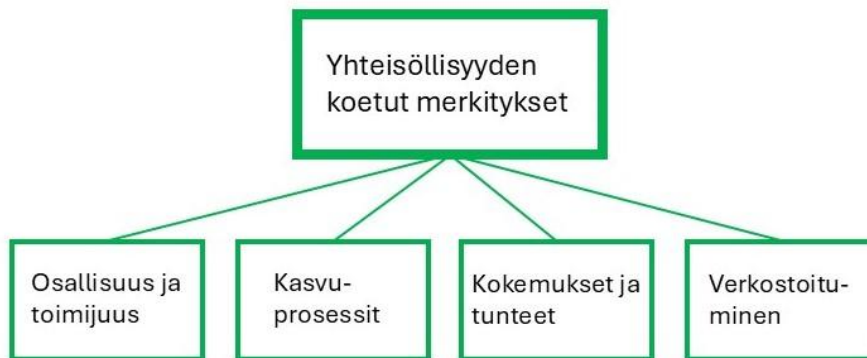 Yhteisöllisyyden
koetut merkitykset
Osallisuus ja
toimijuus
Kasvu-
prosessit
Kokemukset ja
tunteet
Verkostoitu-
minen